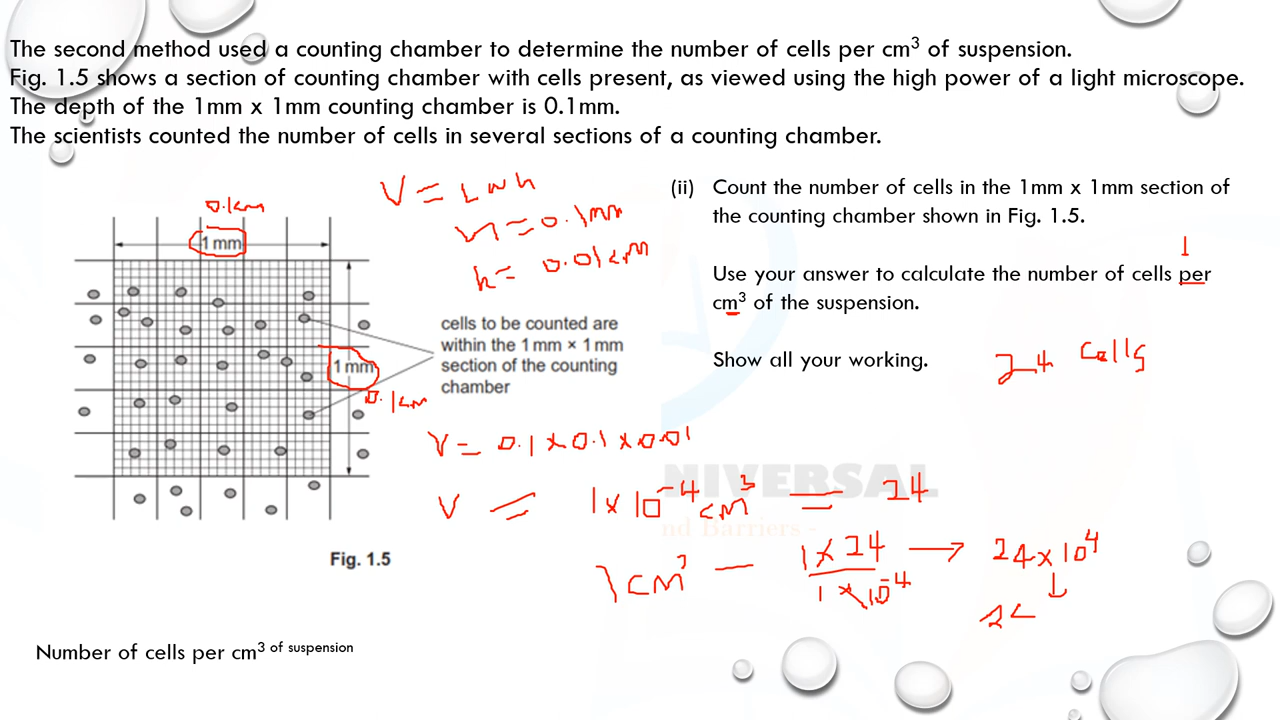 The second method used a counting chamber to determine the number of cells per cm³ of suspension.
Fig. 1.5 shows a section of counting chamber with cells present, as viewed using the high power of a light microscope.
The depth of the 1mm x 1mm counting chamber is 0.1mm.
The scientists counted the number of cells in several sections of a counting chamber.
0.1cm
1 mm
V = L w h
h = 0.1mm
h = 0.01cm
(ii) Count the number of cells in the 1mm x 1mm section of
the counting chamber shown in Fig. 1.5.
1
Use your answer to calculate the number of cells per
cm³ of the suspension.
Show all your working.
24 cells
cells to be counted are
within the 1 mm × 1 mm
section of the counting
chamber
1 mm
0.1cm
V = 0.1 x 0.1 x 0.01
NIVERSAL
nd Barriers -
V = 1 x 10⁻⁴ cm³ = 24
1cm³ — 1 x 24 → 24 x 10⁴
1 x 10⁻⁴
↓
Fig. 1.5
Number of cells per cm³ of suspension